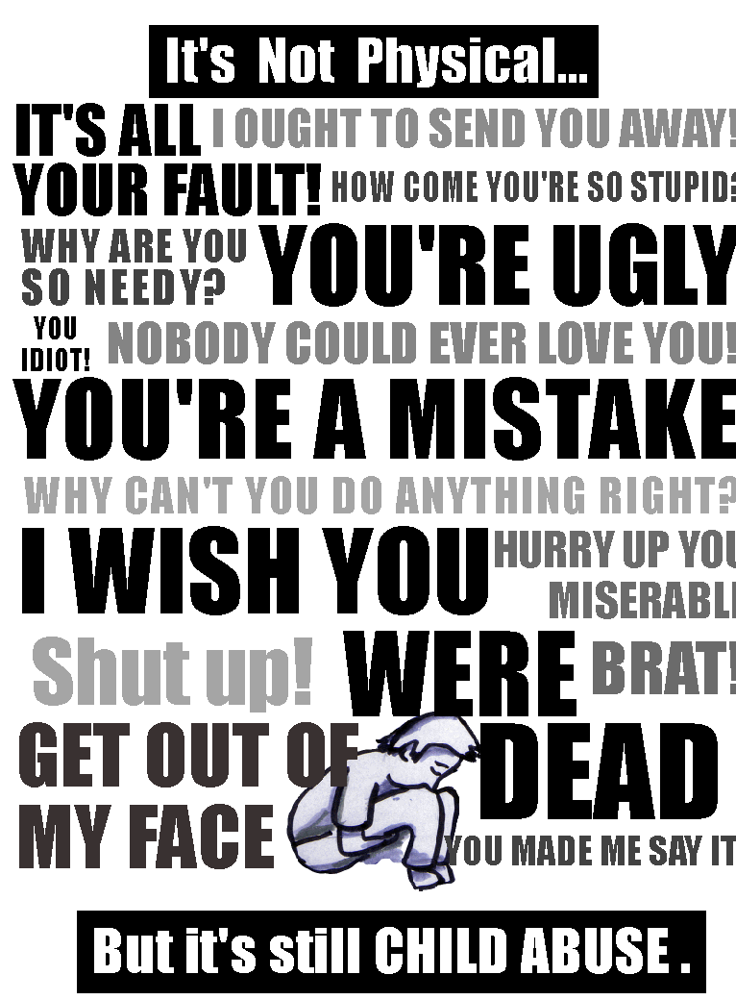 It's Not Physical...
IT'S ALL
YOUR FAULT!
I OUGHT TO SEND YOU AWAY!
HOW COME YOU'RE SO STUPID?
WHY ARE YOU
SO NEEDY?
YOU'RE UGLY
YOU
IDIOT!
NOBODY COULD EVER LOVE YOU!
YOU'RE A MISTAKE
WHY CAN'T YOU DO ANYTHING RIGHT?
I WISH YOU
HURRY UP YOU
MISERABL
BRAT!
Shut up!
WERE
DEAD
GET OUT OF
MY FACE
YOU MADE ME SAY IT
But it's still CHILD ABUSE .